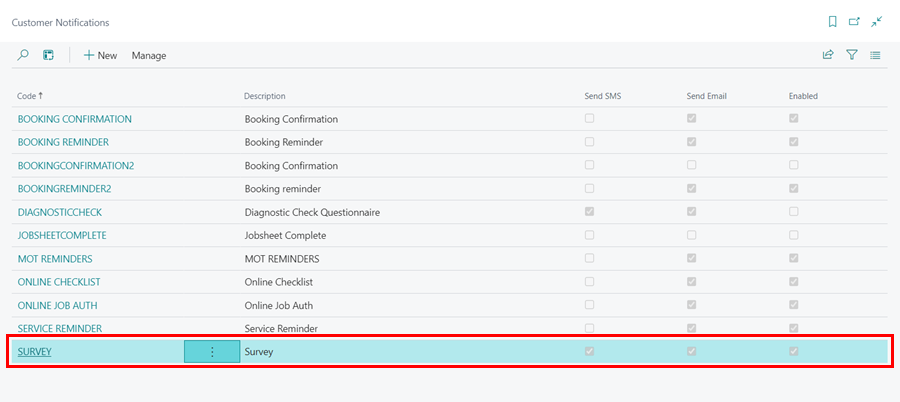 Customer Notifications
New Manage
Code ↑ Description Send SMS Send Email Enabled
BOOKING CONFIRMATION Booking Confirmation
BOOKING REMINDER Booking Reminder
BOOKINGCONFIRMATION2 Booking Confirmation
BOOKINGREMINDER2 Booking reminder
DIAGNOSTICCHECK Diagnostic Check Questionnaire
JOBSHEETCOMPLETE Jobsheet Complete
MOT REMINDERS MOT REMINDERS
ONLINE CHECKLIST Online Checklist
ONLINE JOB AUTH Online Job Auth
SERVICE REMINDER Service Reminder
SURVEY Survey